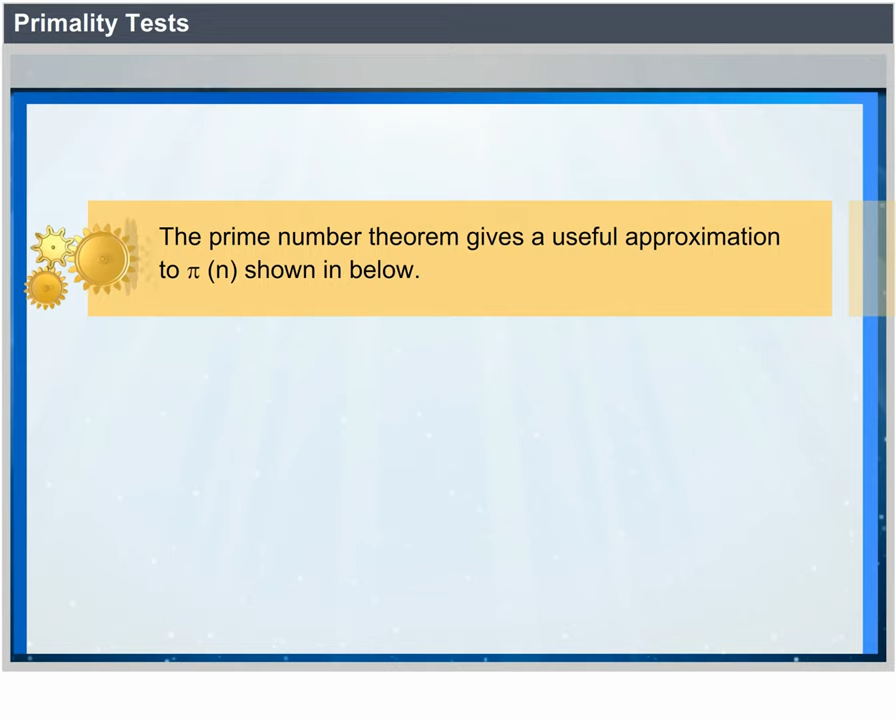 Primality Tests
The prime number theorem gives a useful approximation
to π (n) shown in below.